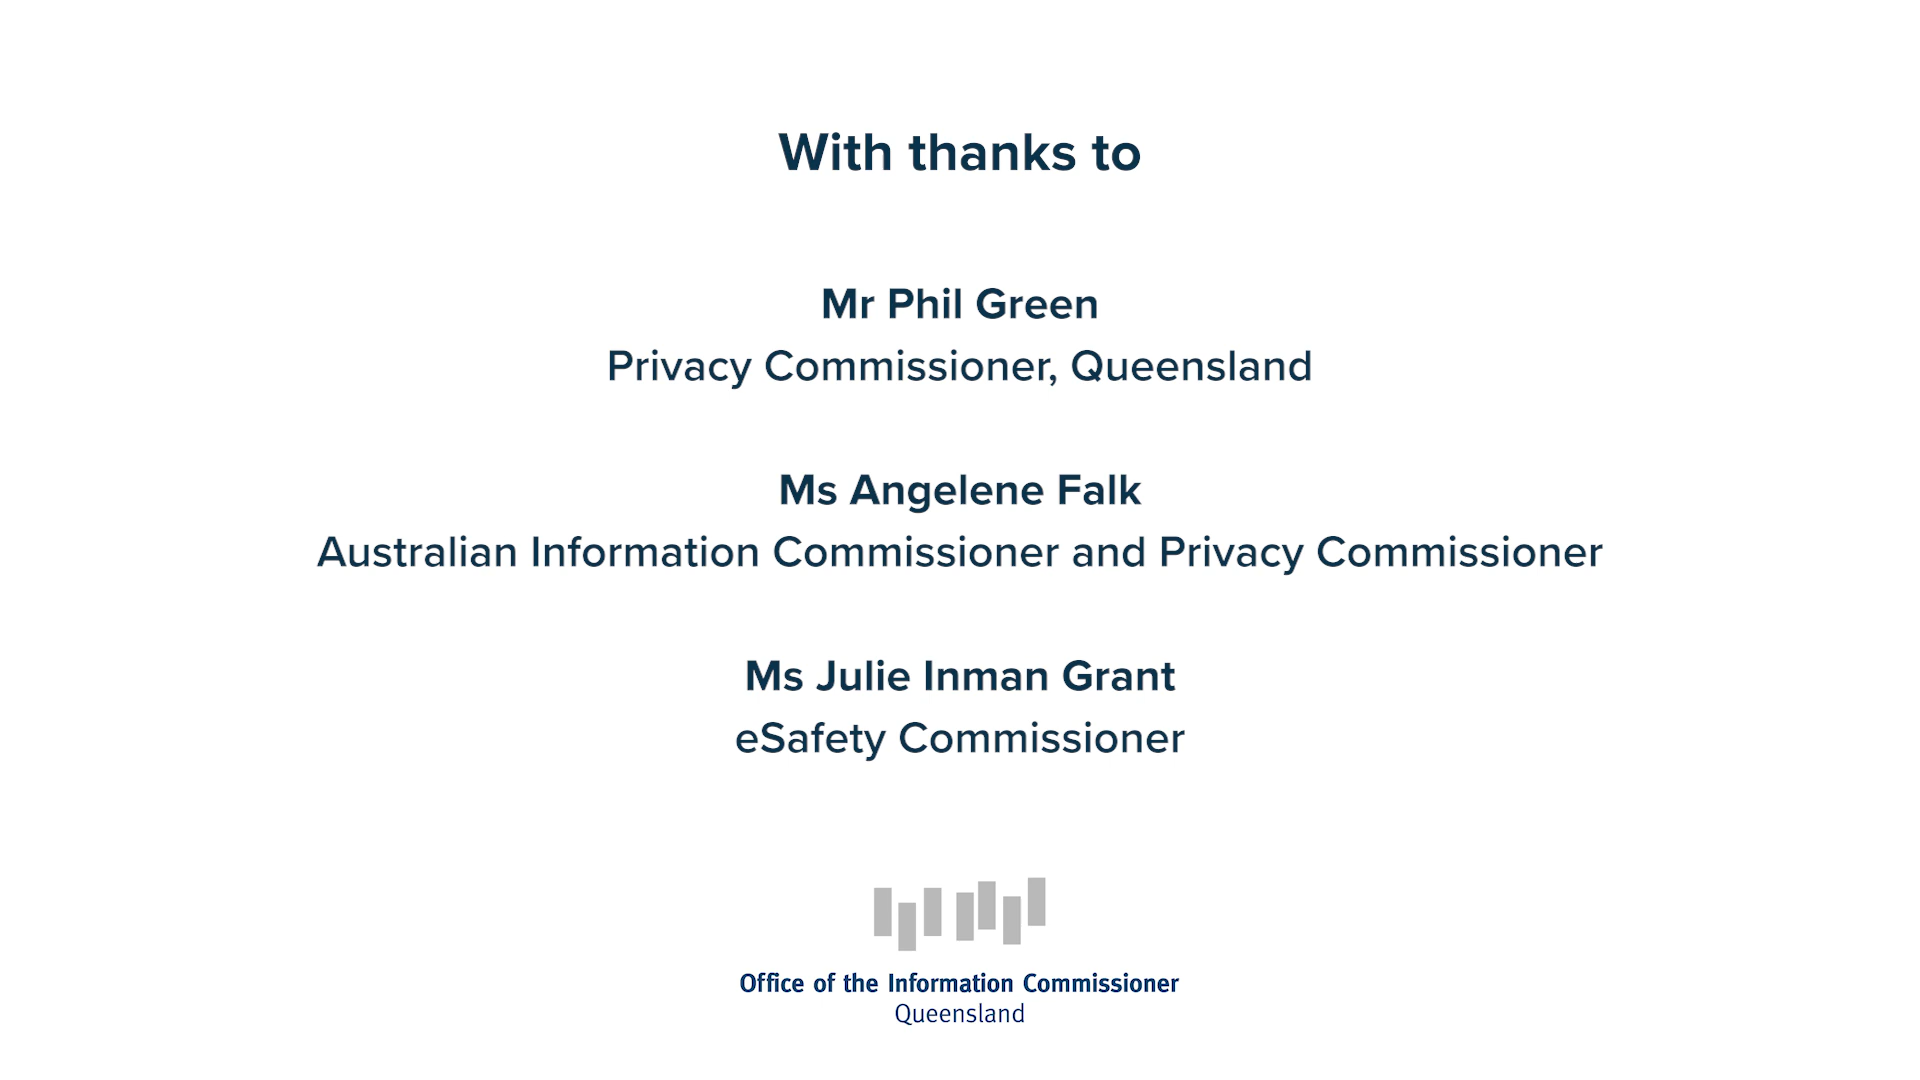 With thanks to
Mr Phil Green
Privacy Commissioner, Queensland
Ms Angelene Falk
Australian Information Commissioner and Privacy Commissioner
Ms Julie Inman Grant
eSafety Commissioner
Office of the Information Commissioner
Queensland